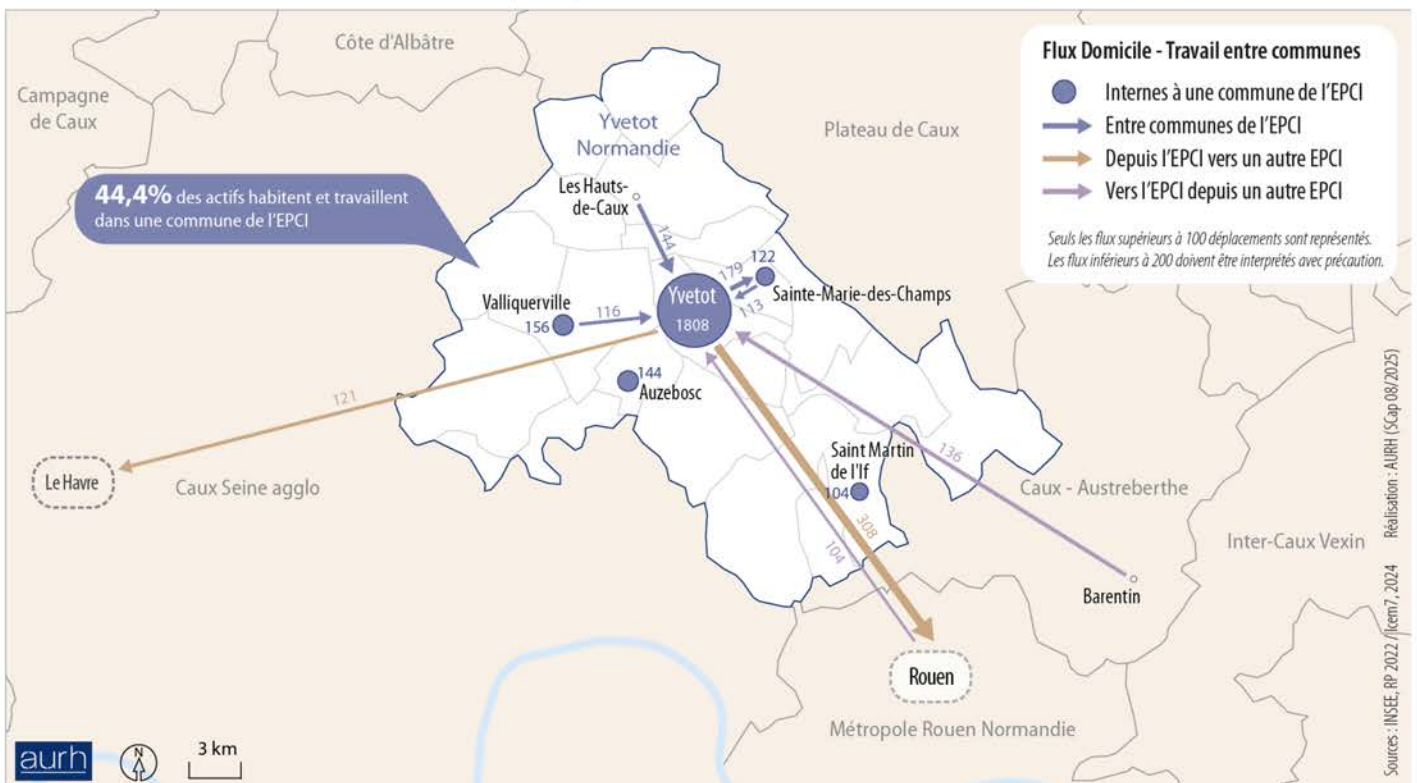 Côte d'Albâtre
Campagne
de Caux
Yvetot
Normandie
Plateau de Caux
Flux Domicile - Travail entre communes
Internes à une commune de l'EPCI
Entre communes de l'EPCI
Depuis l'EPCI vers un autre EPCI
Vers l'EPCI depuis un autre EPCI
Seuls les flux supérieurs à 100 déplacements sont représentés.
Les flux inférieurs à 200 doivent être interprétés avec précaution.
44,4% des actifs habitent et travaillent
dans une commune de l'EPCI
Les Hauts-
de-Caux
144
122
179
Sainte-Marie-des-Champs
113
Yvetot
1808
Valliquerville
156
116
144
Auzebosc
121
Le Havre
Caux Seine agglo
Saint Martin
de l'If
104
136
Caux - Austreberthe
308
104
Inter-Caux Vexin
Barentin
Rouen
Métropole Rouen Normandie
aurh
N
3 km
Sources : INSEE, RP 2022 / Icem7, 2024 Réalisation : AURH (SCap 08/2025)